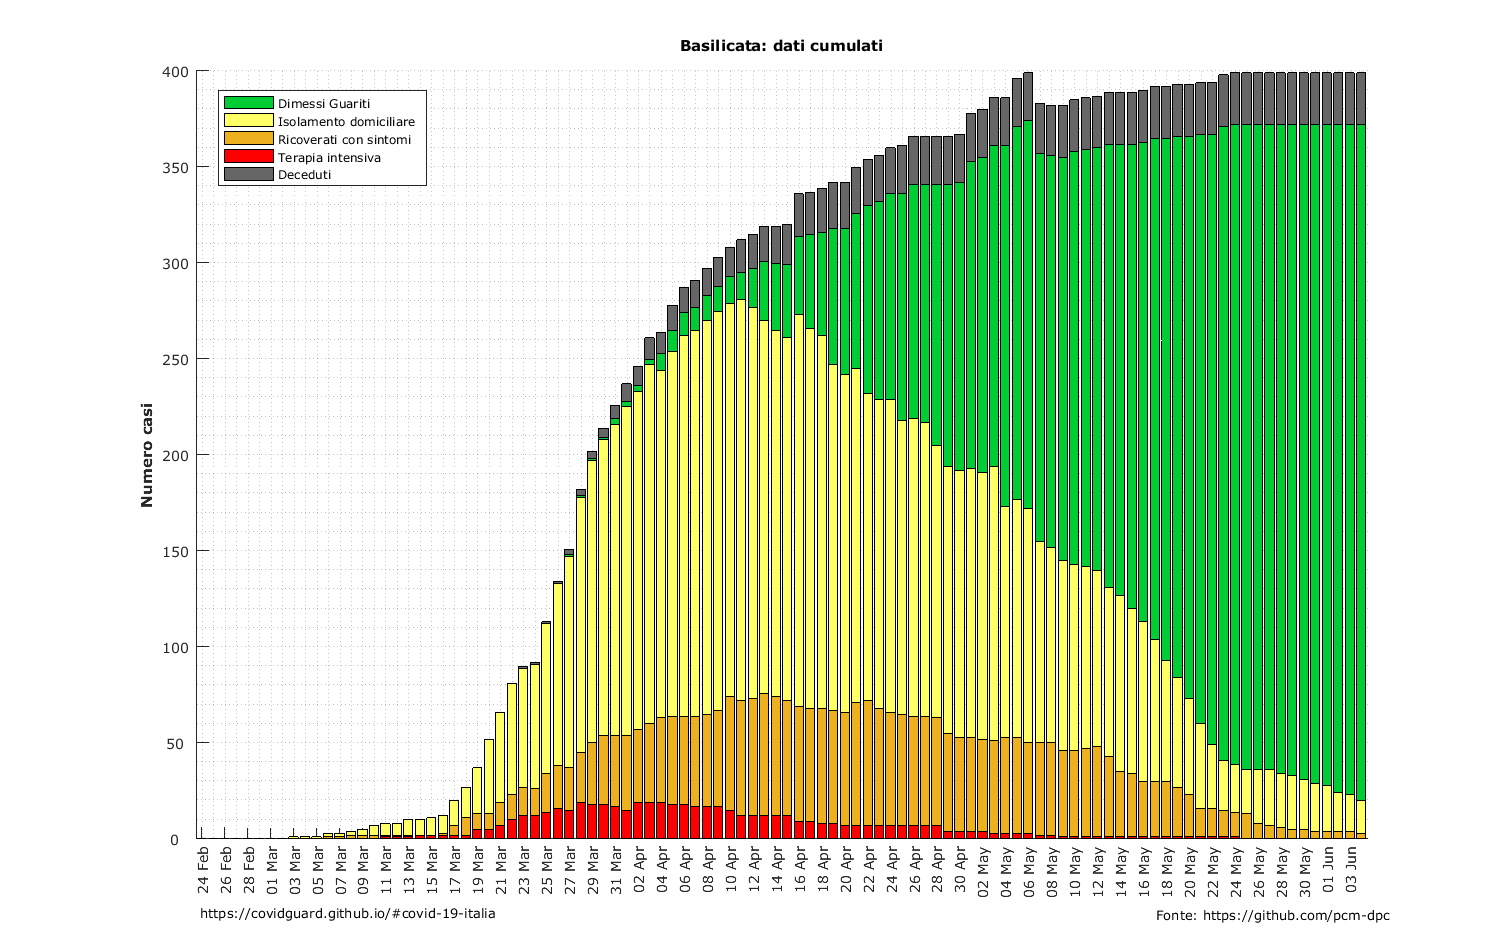 Basilicata: dati cumulati
Dimessi Guariti
Isolamento domiciliare
Ricoverati con sintomi
Terapia intensiva
Deceduti
Numero casi
400
350
300
250
200
150
100
50
0
24 Feb
26 Feb
28 Feb
01 Mar
03 Mar
05 Mar
07 Mar
09 Mar
11 Mar
13 Mar
15 Mar
17 Mar
19 Mar
21 Mar
23 Mar
25 Mar
27 Mar
29 Mar
31 Mar
02 Apr
04 Apr
06 Apr
08 Apr
10 Apr
12 Apr
14 Apr
16 Apr
18 Apr
20 Apr
22 Apr
24 Apr
26 Apr
28 Apr
30 Apr
02 May
04 May
06 May
08 May
10 May
12 May
14 May
16 May
18 May
20 May
22 May
24 May
26 May
28 May
30 May
01 Jun
03 Jun
https://covidguard.github.io/#covid-19-italia
Fonte: https://github.com/pcm-dpc